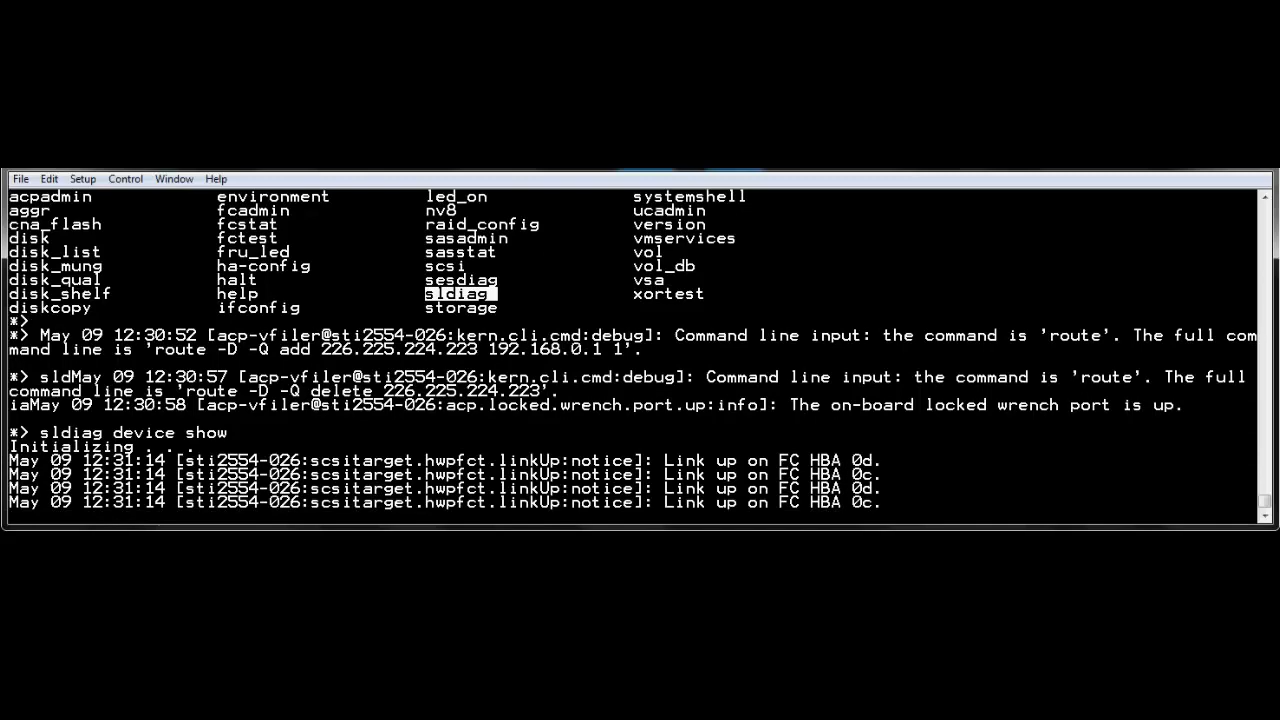 File Edit Setup Control Window Help
acpadmin environment led_on systemshell
aggr fcadmin nv8 ucadmin
cna_flash fcstat raid_config version
disk fctest sasadmin vmservices
disk_list fru_led sasstat vol
disk_mung ha-config scsi vol_db
disk_qual halt sesdiag vsa
disk_shelf help sldiag xortest
diskcopy ifconfig storage
*>
*> May 09 12:30:52 [acp-vfiler@sti2554-026:kern.cli.cmd:debug]: Command line input: the command is 'route'. The full com
mand line is 'route -D -Q add 226.225.224.223 192.168.0.1 1'.
*> sldMay 09 12:30:57 [acp-vfiler@sti2554-026:kern.cli.cmd:debug]: Command line input: the command is 'route'. The full
command line is 'route -D -Q delete 226.225.224.223'.
iaMay 09 12:30:58 [acp-vfiler@sti2554-026:acp.locked.wrench.port.up:info]: The on-board locked wrench port is up.
*> sldiag device show
Initializing . . .
May 09 12:31:14 [sti2554-026:scsitarget.hwpfct.linkUp:notice]: Link up on FC HBA 0d.
May 09 12:31:14 [sti2554-026:scsitarget.hwpfct.linkUp:notice]: Link up on FC HBA 0c.
May 09 12:31:14 [sti2554-026:scsitarget.hwpfct.linkUp:notice]: Link up on FC HBA 0d.
May 09 12:31:14 [sti2554-026:scsitarget.hwpfct.linkUp:notice]: Link up on FC HBA 0c.